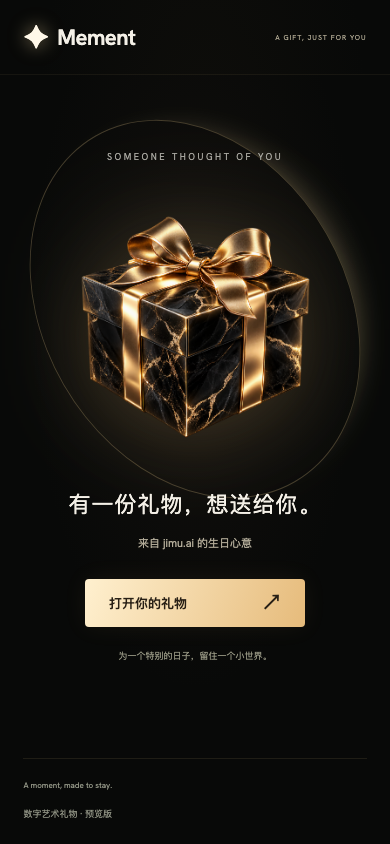 Mement
A GIFT, JUST FOR YOU
SOMEONE THOUGHT OF YOU
有一份礼物，想送给你。
来自 jimu.ai 的生日心意
打开你的礼物
为一个特别的日子，留住一个小世界。
A moment, made to stay.
数字艺术礼物 · 预览版